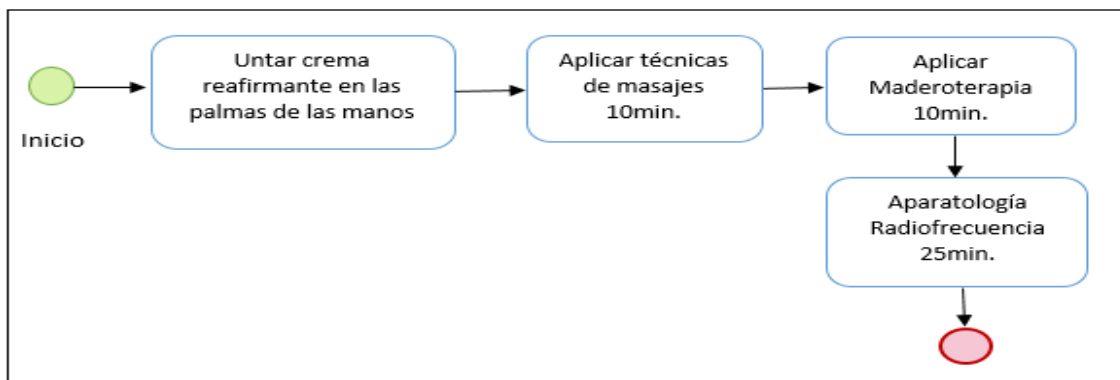 Inicio
Untar crema
reafirmante en las
palmas de las manos
Aplicar técnicas
de masajes
10min.
Aplicar
Maderoterapia
10min.
Aparatología
Radiofrecuencia
25min.